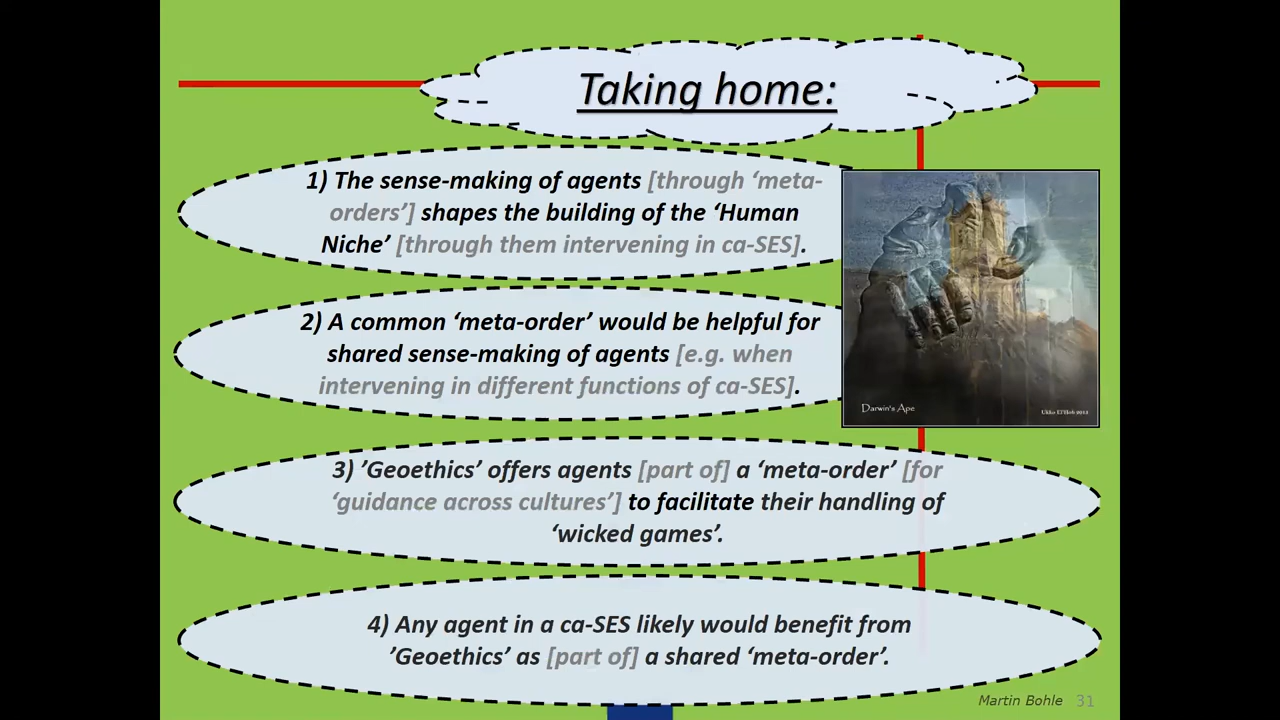 Taking home:
1) The sense-making of agents [through ‘meta-
orders’] shapes the building of the ‘Human
Niche’ [through them intervening in ca-SES].
2) A common ‘meta-order’ would be helpful for
shared sense-making of agents [e.g. when
intervening in different functions of ca-SES].
Darwin's Ape
3) ’Geoethics’ offers agents [part of] a ‘meta-order’ [for
‘guidance across cultures’] to facilitate their handling of
‘wicked games’.
4) Any agent in a ca-SES likely would benefit from
’Geoethics’ as [part of] a shared ‘meta-order’.
Martin Bohle 31